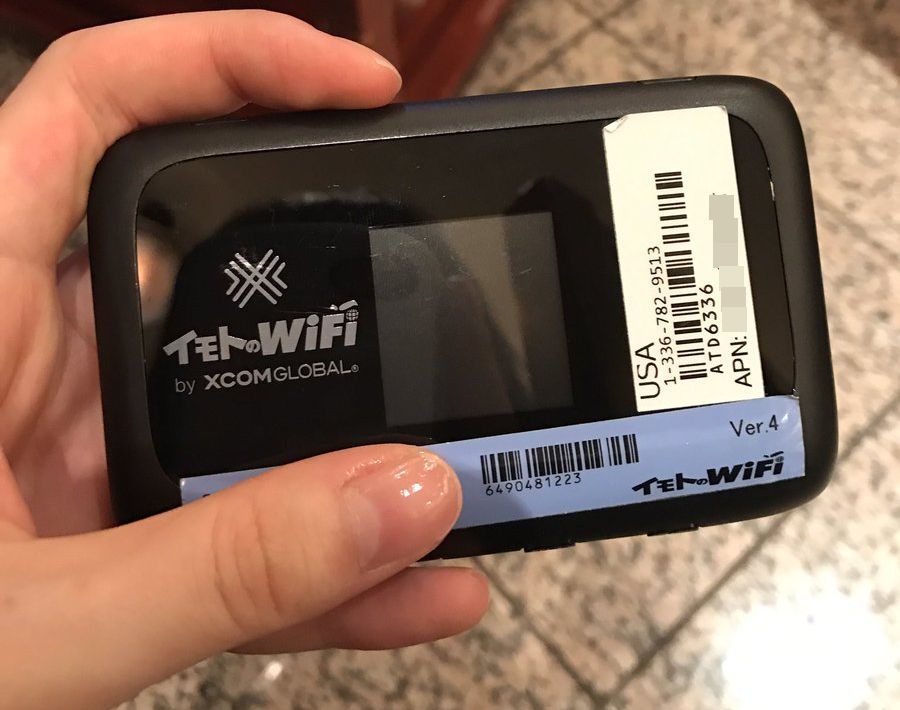 イモトのWiFi
by XCOMGLOBAL®
USA
1-336-782-9513
ATD6336
APN:
Ver.4
6490481223
イモトのWiFi